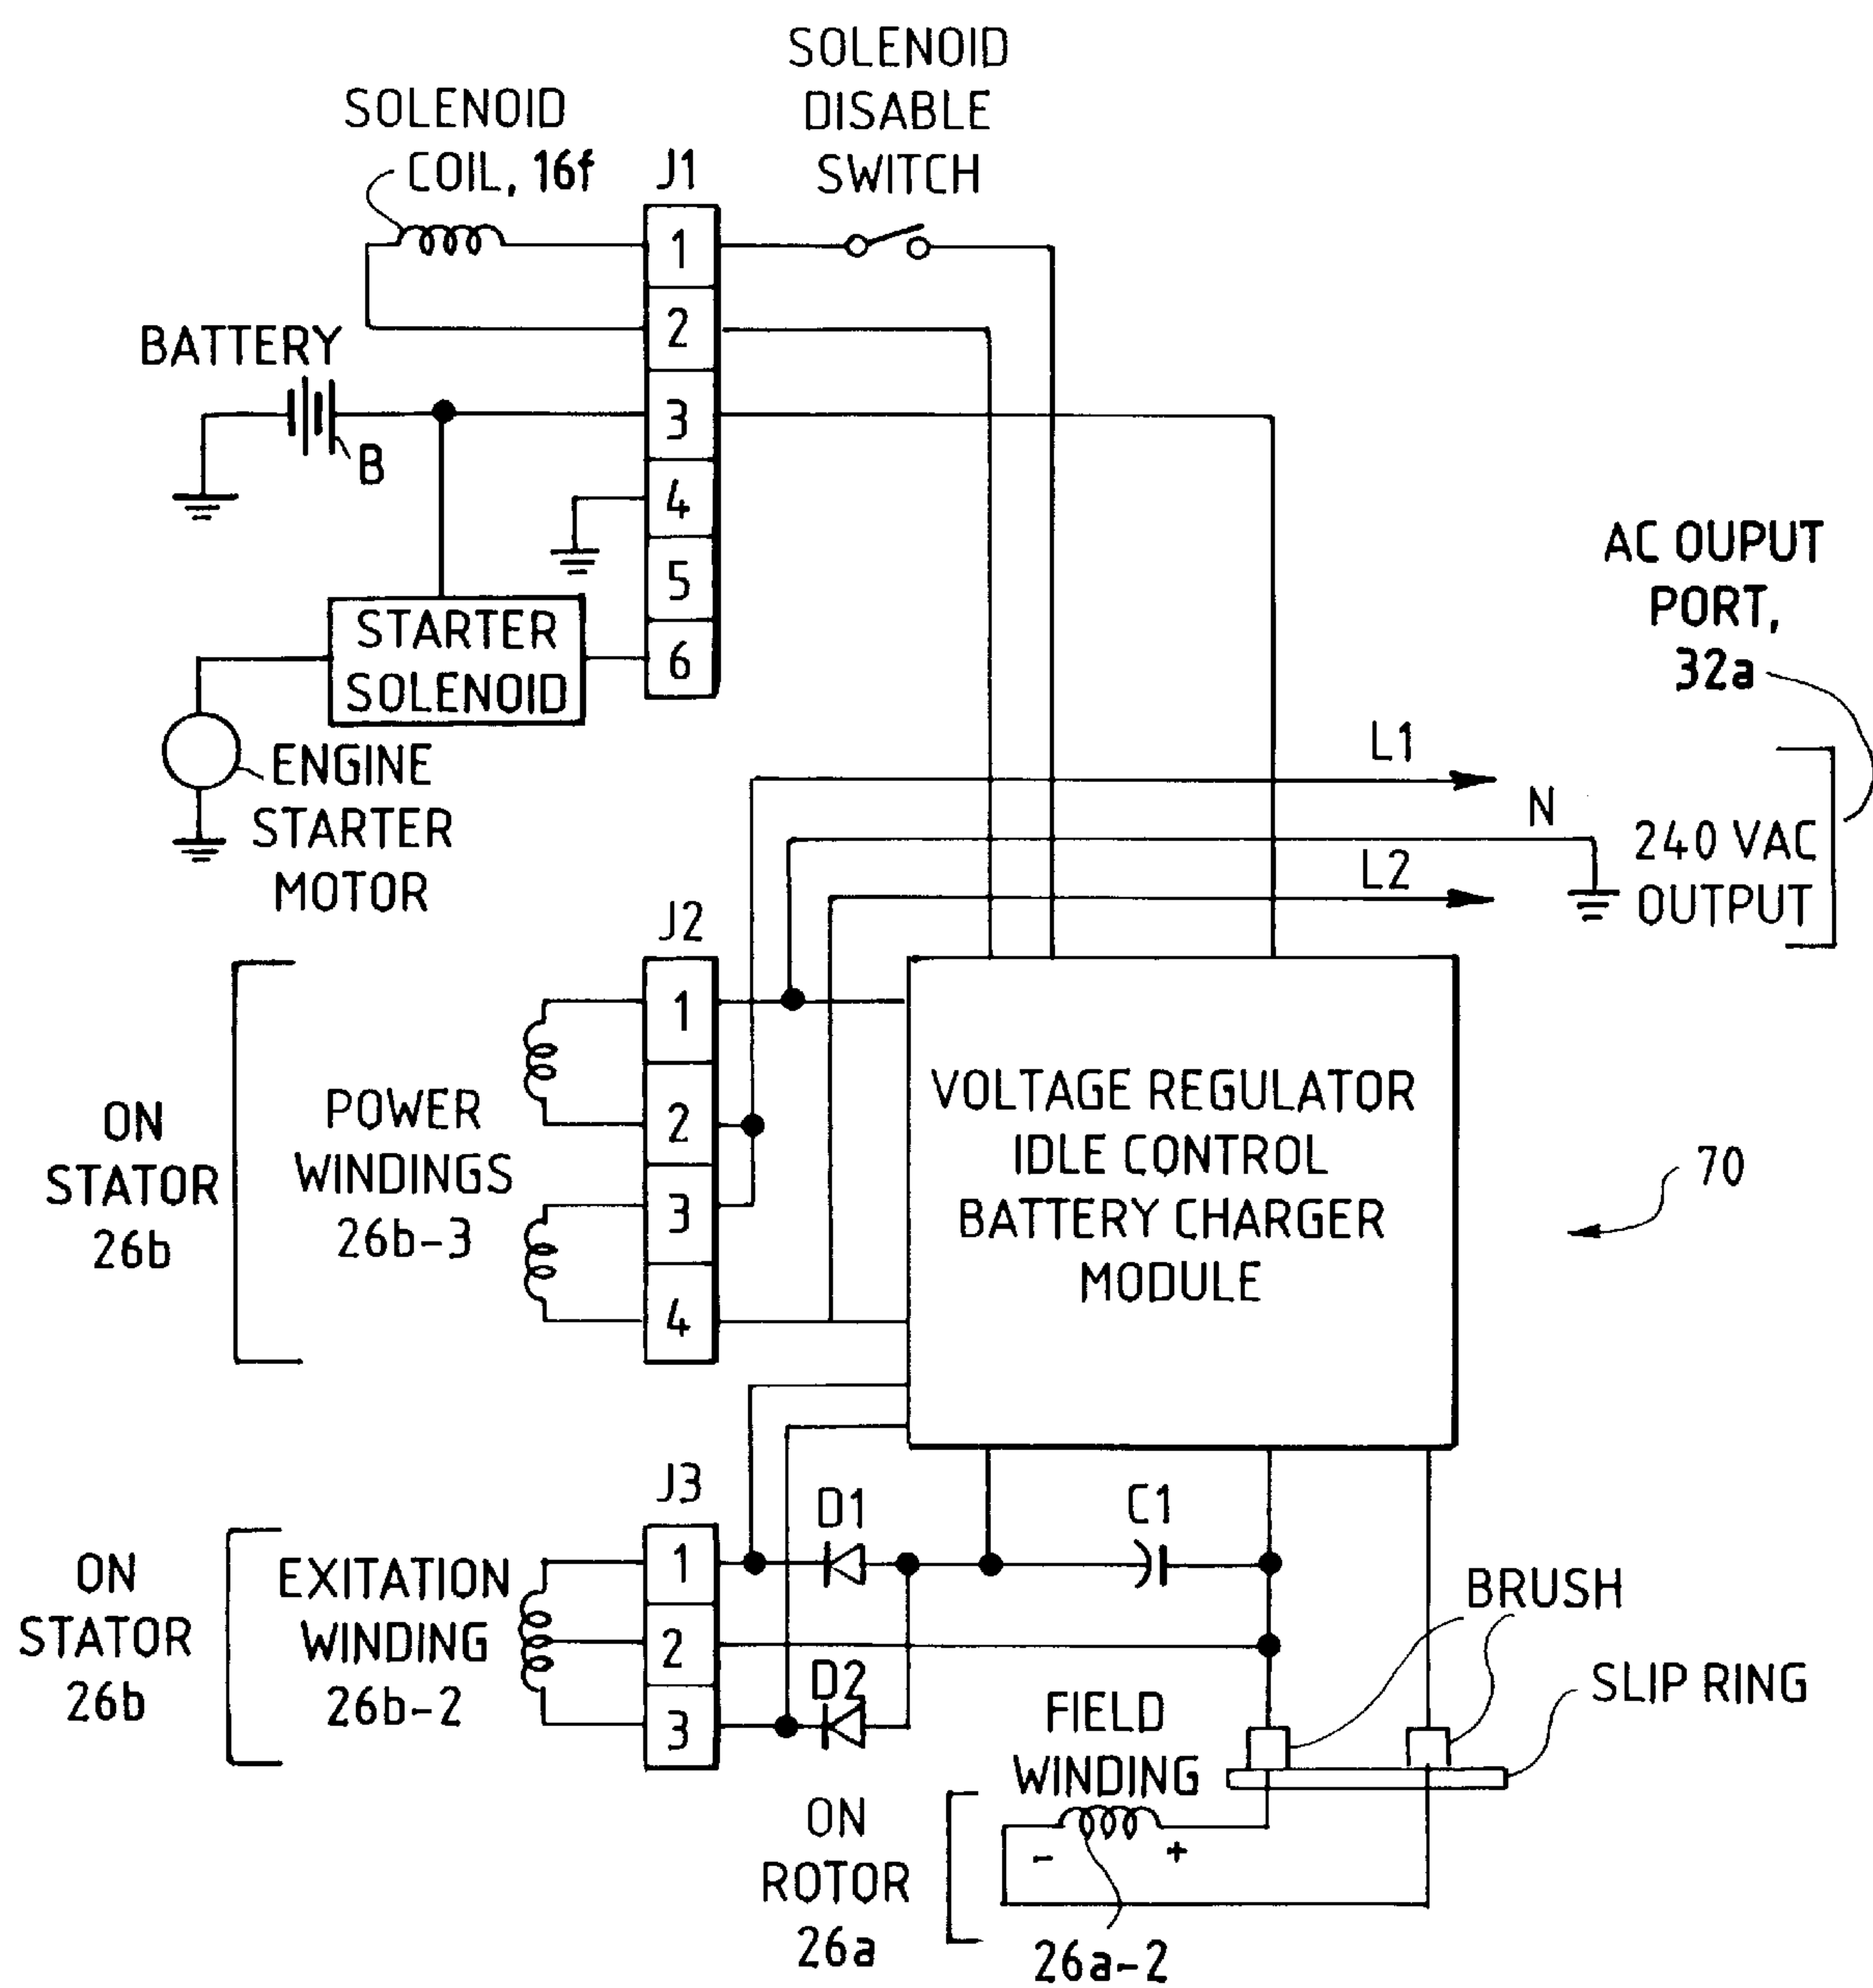 SOLENOID
DISABLE
SWITCH
SOLENOID
COIL, 16f
J1
1
2
3
4
5
6
BATTERY
B
STARTER
SOLENOID
ENGINE
STARTER
MOTOR
AC OUPUT
PORT,
32a
L1
N
L2
240 VAC
OUTPUT
J2
1
2
3
4
ON
STATOR
26b
POWER
WINDINGS
26b-3
VOLTAGE REGULATOR
IDLE CONTROL
BATTERY CHARGER
MODULE
70
J3
1
2
3
ON
STATOR
26b
EXITATION
WINDING
26b-2
D1
C1
D2
BRUSH
SLIP RING
FIELD
WINDING
- +
ON
ROTOR
26a
26a-2